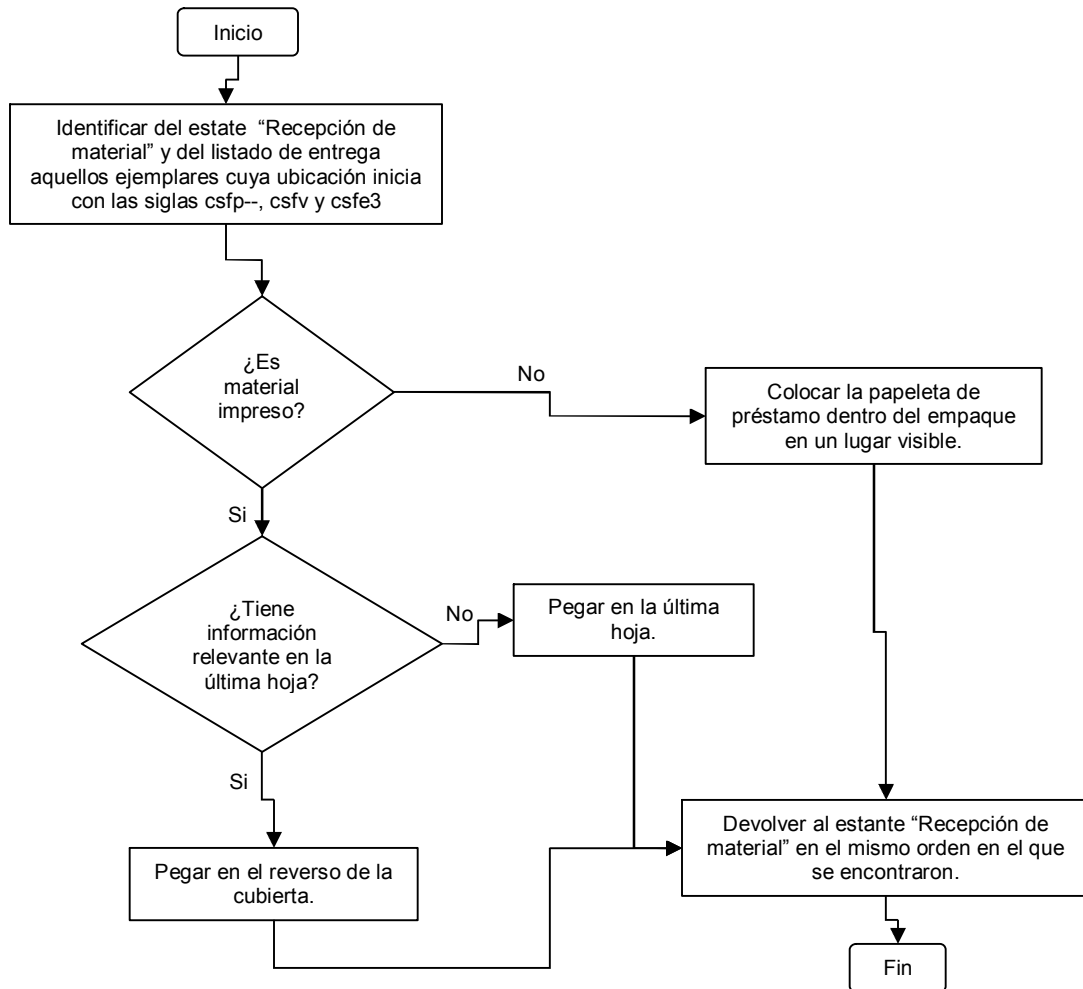 Inicio
Identificar del estate “Recepción de
material” y del listado de entrega
aquellos ejemplares cuya ubicación inicia
con las siglas csfp--, csfv y csfe3
¿Es
material
impreso?
No
Colocar la papeleta de
préstamo dentro del empaque
en un lugar visible.
Si
¿Tiene
información
relevante en la
última hoja?
No
Pegar en la última
hoja.
Si
Pegar en el reverso de la
cubierta.
Devolver al estante “Recepción de
material” en el mismo orden en el que
se encontraron.
Fin